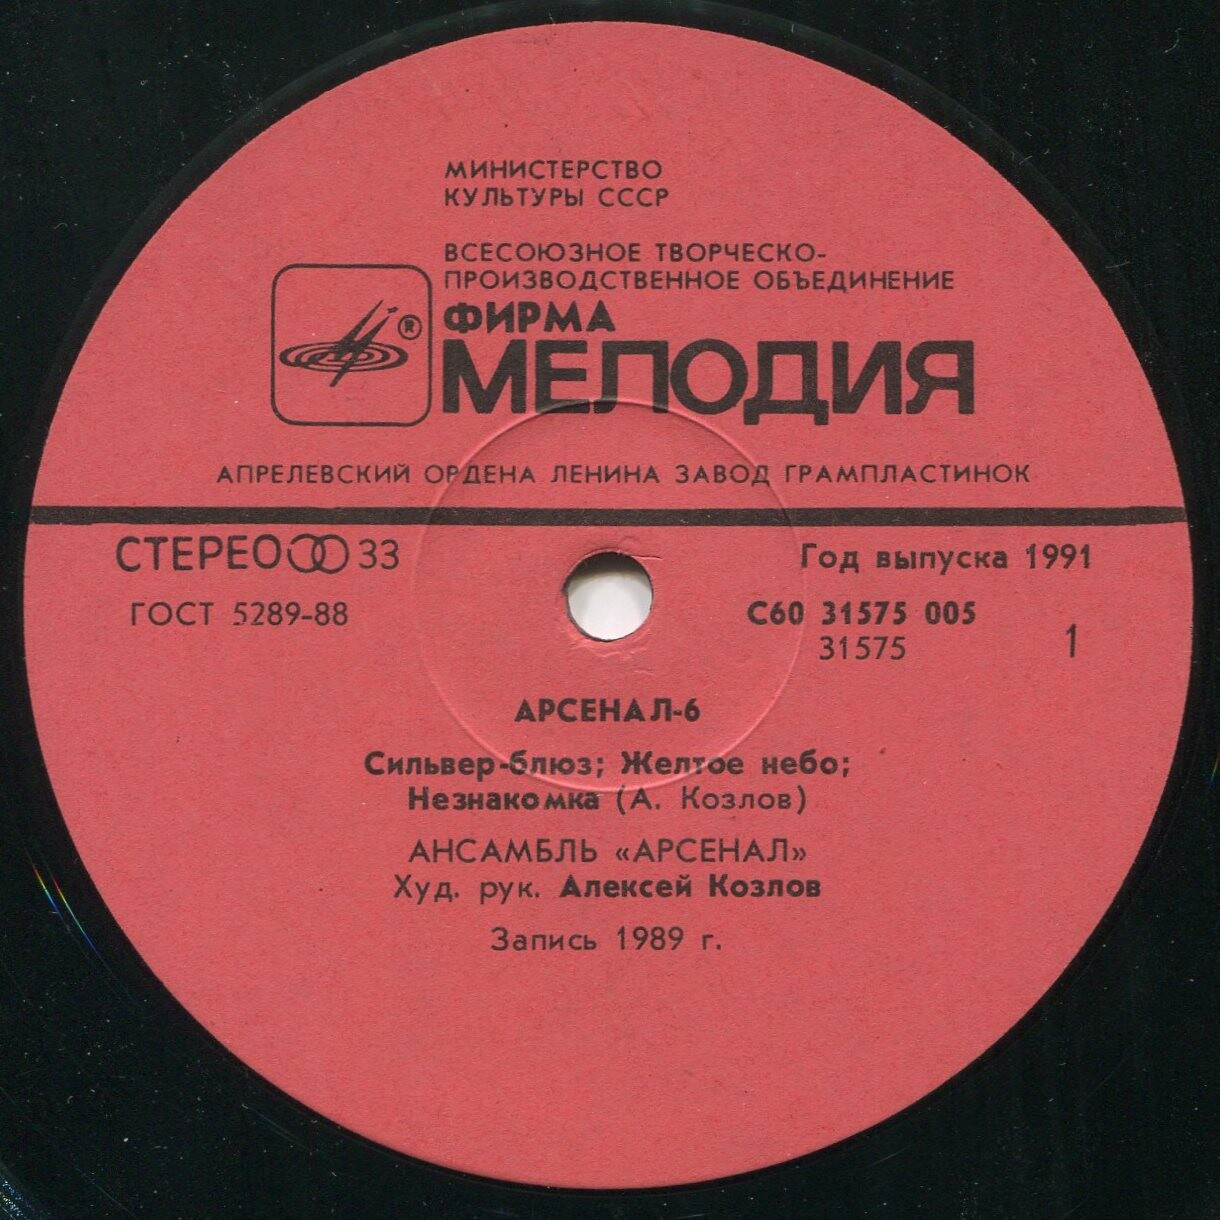 МИНИСТЕРСТВО
КУЛЬТУРЫ СССР
ВСЕСОЮЗНОЕ ТВОРЧЕСКО-
ПРОИЗВОДСТВЕННОЕ ОБЪЕДИНЕНИЕ
ФИРМА
®
МЕЛОДИЯ
АПРЕЛЕВСКИЙ ОРДЕНА ЛЕНИНА ЗАВОД ГРАМПЛАСТИНОК
СТЕРЕО 33
ГОСТ 5289-88
Год выпуска 1991
С60 31575 005
31575
1
АРСЕНАЛ-6
Сильвер-блюз; Желтое небо;
Незнакомка (А. Козлов)
АНСАМБЛЬ «АРСЕНАЛ»
Худ. рук. Алексей Козлов
Запись 1989 г.